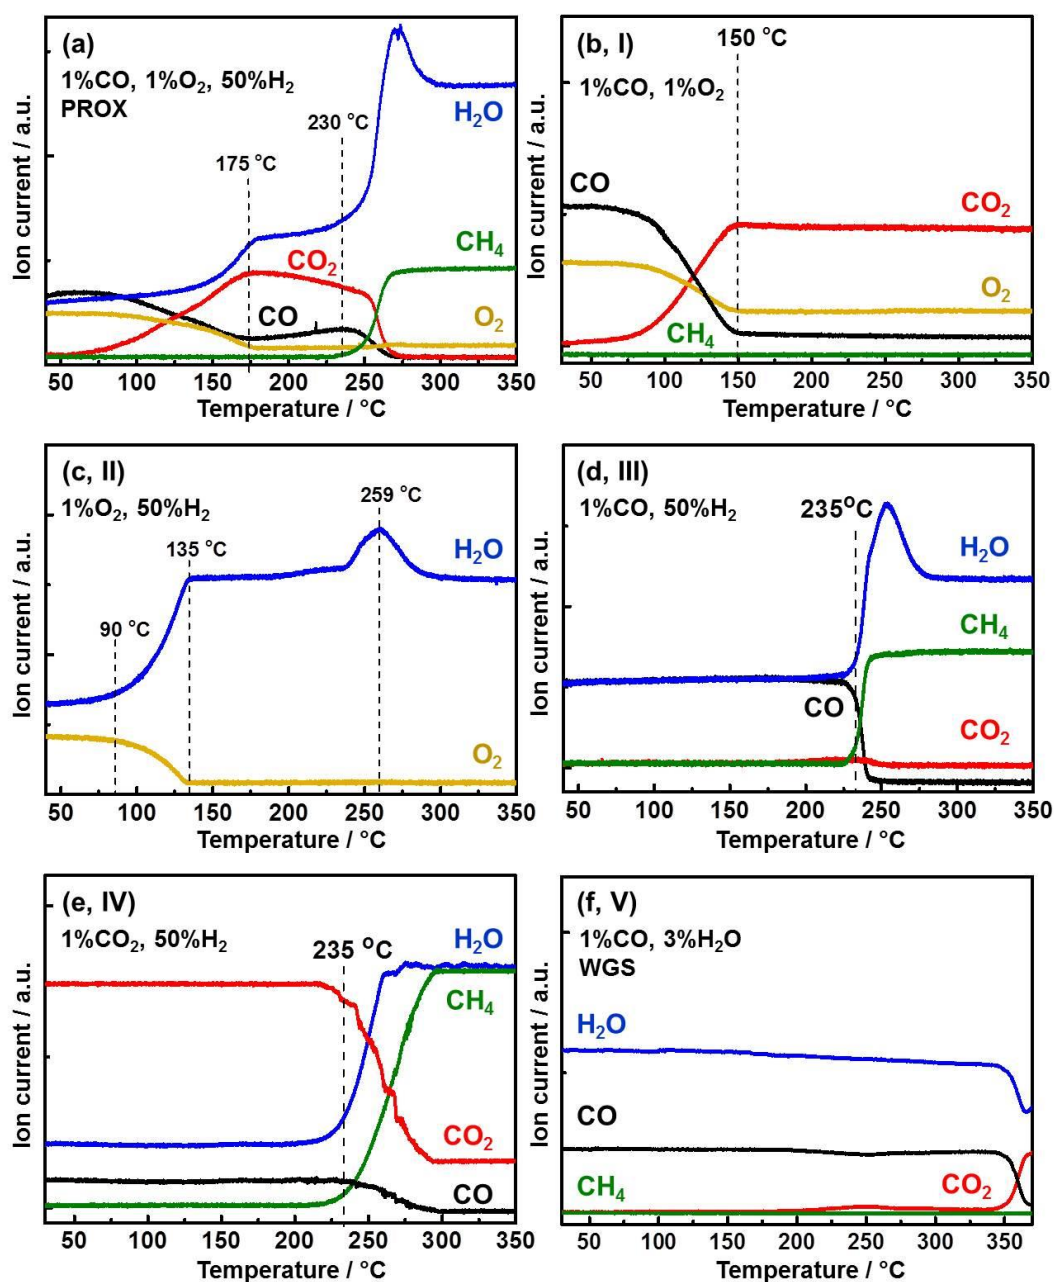 (a)
1%CO, 1%O₂, 50%H₂
PROX
175 °C
230 °C
H₂O
CH₄
CO₂
CO
O₂
Ion current / a.u.
50 100 150 200 250 300 350
Temperature / °C
(b, I)
1%CO, 1%O₂
150 °C
CO
CO₂
O₂
CH₄
Ion current / a.u.
50 100 150 200 250 300 350
Temperature / °C
(c, II)
1%O₂, 50%H₂
90 °C
135 °C
259 °C
H₂O
O₂
Ion current / a.u.
50 100 150 200 250 300 350
Temperature / °C
(d, III)
1%CO, 50%H₂
235°C
H₂O
CH₄
CO
CO₂
Ion current / a.u.
50 100 150 200 250 300 350
Temperature / °C
(e, IV)
1%CO₂, 50%H₂
235 °C
H₂O
CH₄
CO₂
CO
Ion current / a.u.
50 100 150 200 250 300 350
Temperature / °C
(f, V)
1%CO, 3%H₂O
WGS
H₂O
CO
CH₄
CO₂
Ion current / a.u.
50 100 150 200 250 300 350
Temperature / °C